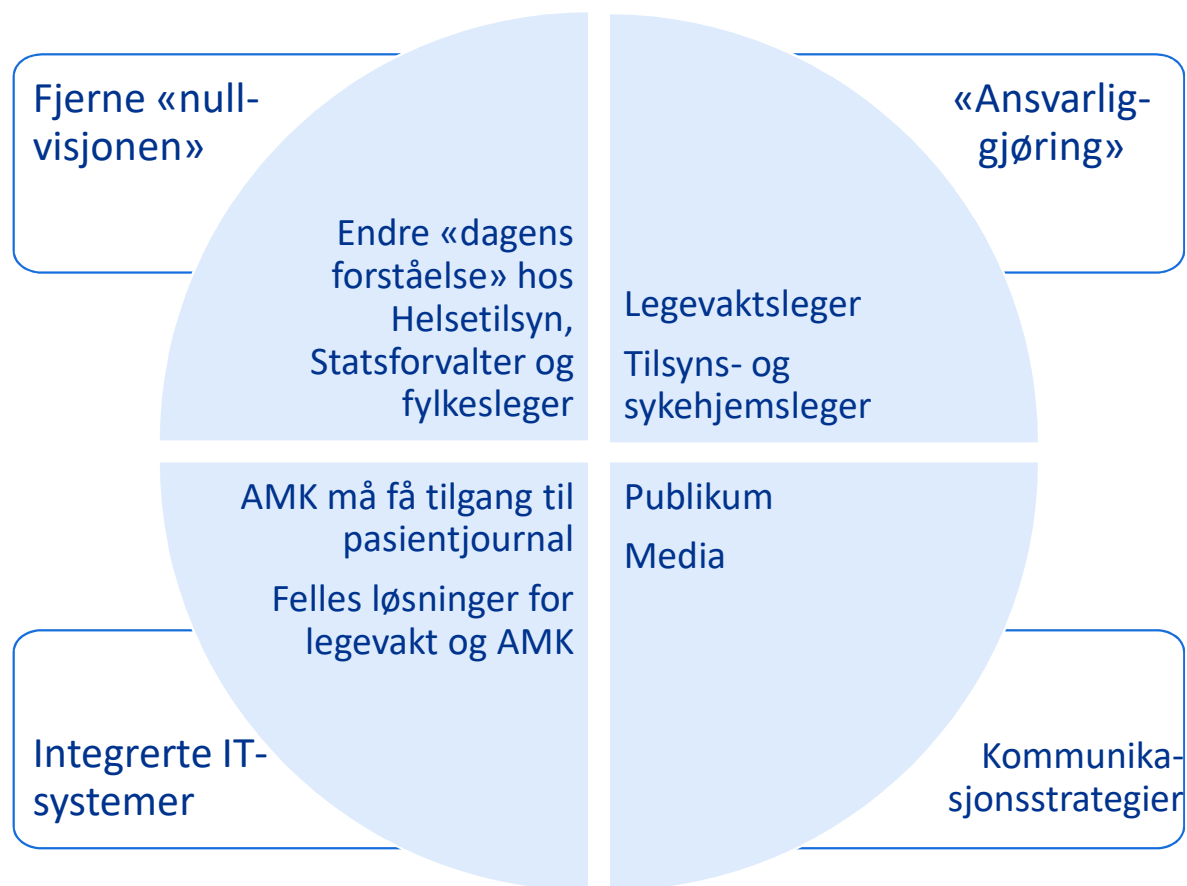 Fjerne «null-
visjonen»
Endre «dagens
forståelse» hos
Helsetilsyn,
Statsforvalter og
fylkesleger
«Ansvarlig-
gjøring»
Legevaktsleger
Tilsyns- og
sykehjemsleger
AMK må få tilgang til
pasientjournal
Felles løsninger for
legevakt og AMK
Integrerte IT-
systemer
Publikum
Media
Kommunika-
sjonsstrategier